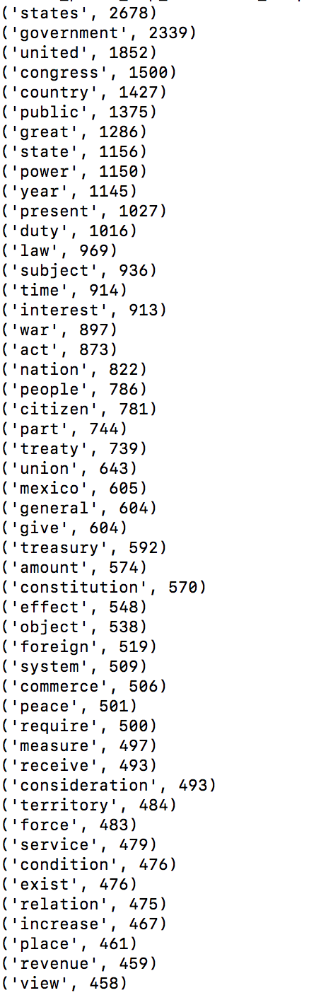 ('states', 2678)
('government', 2339)
('united', 1852)
('congress', 1500)
('country', 1427)
('public', 1375)
('great', 1286)
('state', 1156)
('power', 1150)
('year', 1145)
('present', 1027)
('duty', 1016)
('law', 969)
('subject', 936)
('time', 914)
('interest', 913)
('war', 897)
('act', 873)
('nation', 822)
('people', 786)
('citizen', 781)
('part', 744)
('treaty', 739)
('union', 643)
('mexico', 605)
('general', 604)
('give', 604)
('treasury', 592)
('amount', 574)
('constitution', 570)
('effect', 548)
('object', 538)
('foreign', 519)
('system', 509)
('commerce', 506)
('peace', 501)
('require', 500)
('measure', 497)
('receive', 493)
('consideration', 493)
('territory', 484)
('force', 483)
('service', 479)
('condition', 476)
('exist', 476)
('relation', 475)
('increase', 467)
('place', 461)
('revenue', 459)
('view', 458)